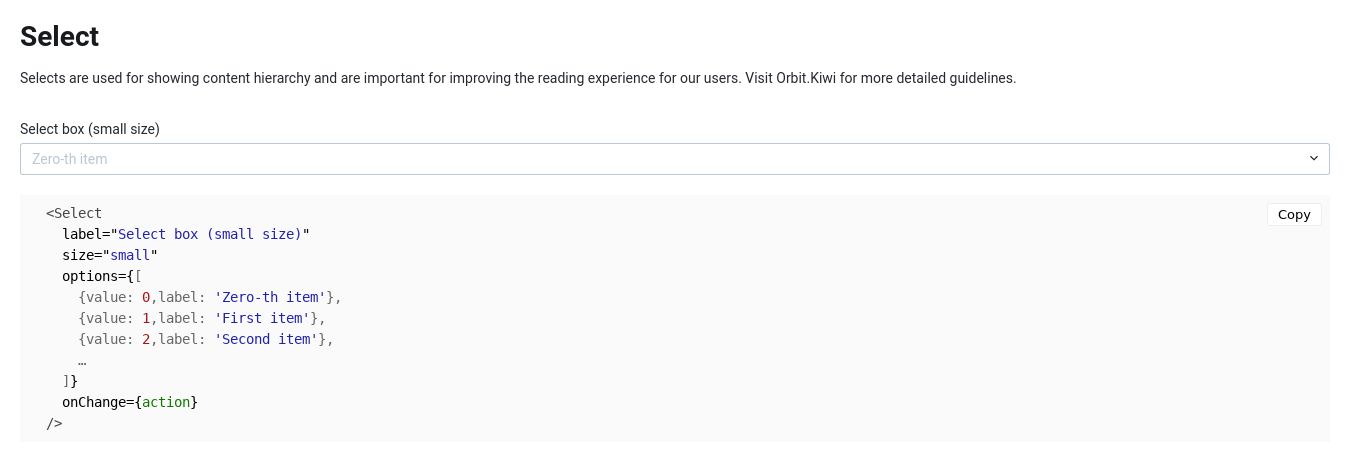 Select
Selects are used for showing content hierarchy and are important for improving the reading experience for our users. Visit Orbit.Kiwi for more detailed guidelines.
Select box (small size)
Zero-th item
Copy
<Select
  label="Select box (small size)"
  size="small"
  options={[
    {value: 0,label: 'Zero-th item'},
    {value: 1,label: 'First item'},
    {value: 2,label: 'Second item'},
    …
  ]}
  onChange={action}
/>